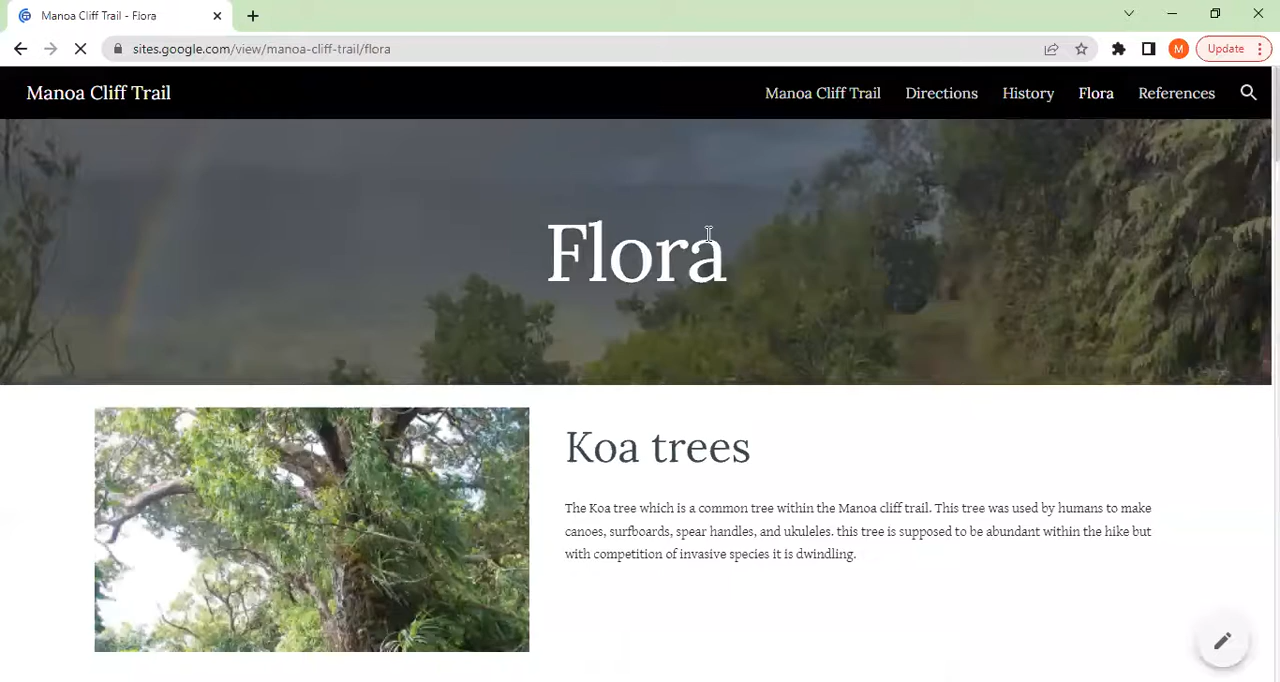 Manoa Cliff Trail - Flora
sites.google.com/view/manoa-cliff-trail/flora
M
Update
Manoa Cliff Trail
Manoa Cliff Trail Directions History Flora References
Flora
Koa trees
The Koa tree which is a common tree within the Manoa cliff trail. This tree was used by humans to make
canoes, surfboards, spear handles, and ukuleles. this tree is supposed to be abundant within the hike but
with competition of invasive species it is dwindling.